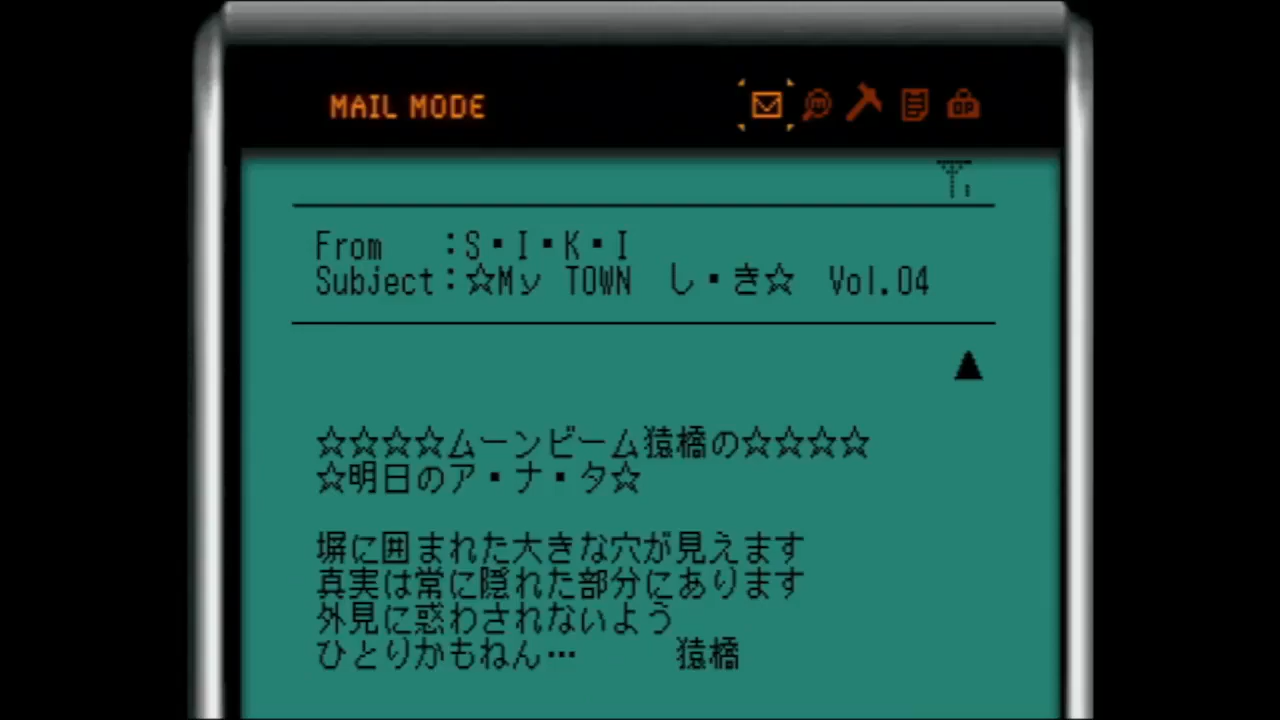 MAIL MODE
From :S・I・K・I
Subject:☆My TOWN し・き☆ Vol.04
☆☆☆☆ムーンビーム猿橋の☆☆☆☆
☆明日のア・ナ・タ☆
塀に囲まれた大きな穴が見えます
真実は常に隠れた部分にあります
外見に惑わされないよう
ひとりかもねん… 猿橋